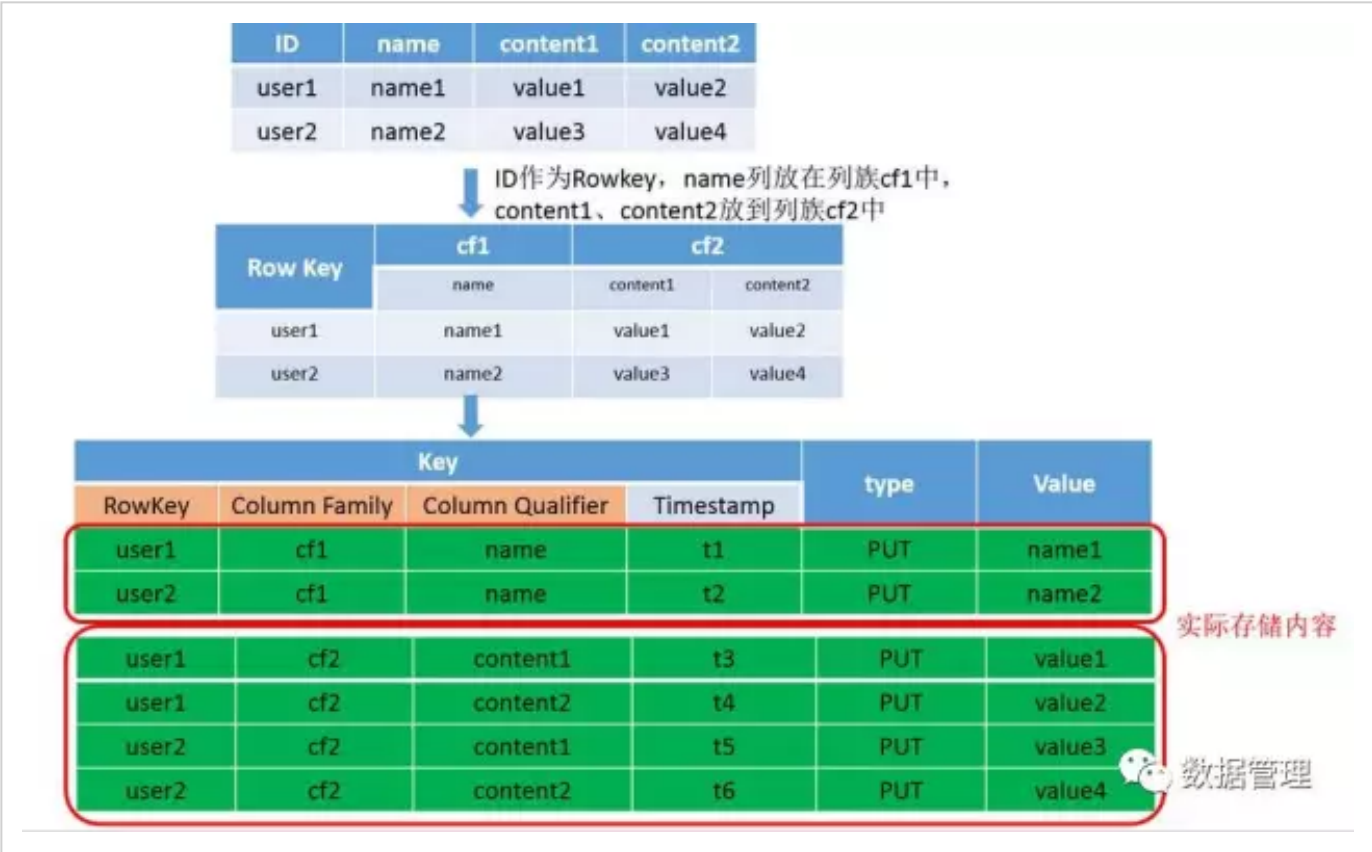 ID name content1 content2
user1 name1 value1 value2
user2 name2 value3 value4
ID作为Rowkey，name列放在列族cf1中，
content1、content2放到列族cf2中
Row Key cf1 cf2
name content1 content2
user1 name1 value1 value2
user2 name2 value3 value4
Key type Value
RowKey Column Family Column Qualifier Timestamp
user1 cf1 name t1 PUT name1
user2 cf1 name t2 PUT name2
实际存储内容
user1 cf2 content1 t3 PUT value1
user1 cf2 content2 t4 PUT value2
user2 cf2 content1 t5 PUT value3
user2 cf2 content2 t6 PUT value4
数据管理